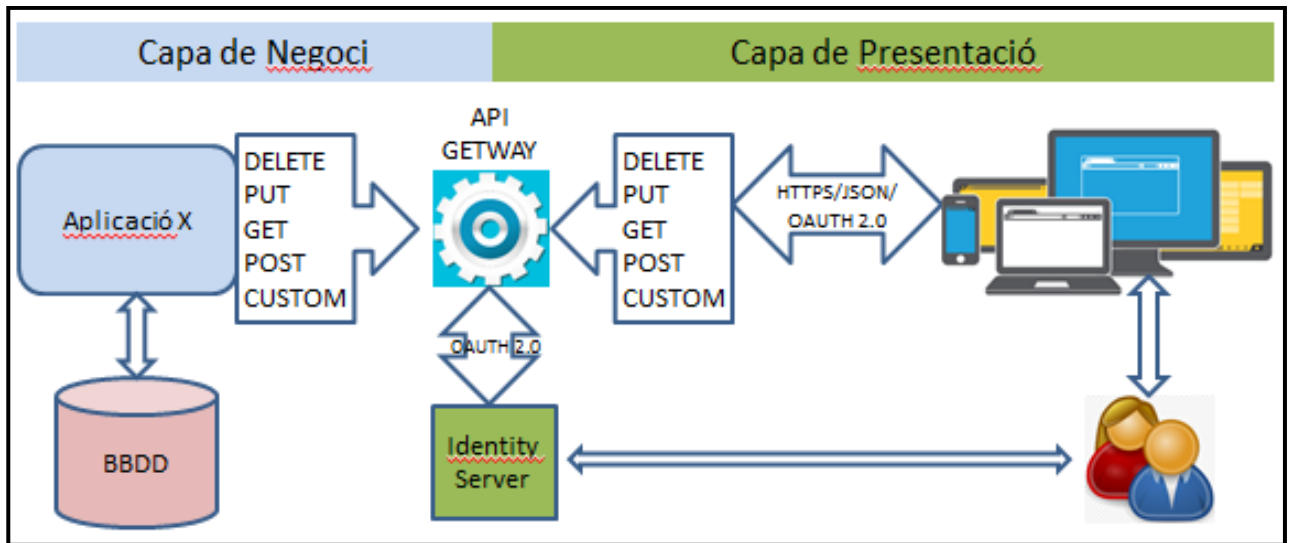 Capa de Negoci
Capa de Presentació
API
GETWAY
Aplicació X
DELETE
PUT
GET
POST
CUSTOM
DELETE
PUT
GET
POST
CUSTOM
HTTPS/JSON/
OAUTH 2.0
OAUTH 2.0
BBDD
Identity
Server